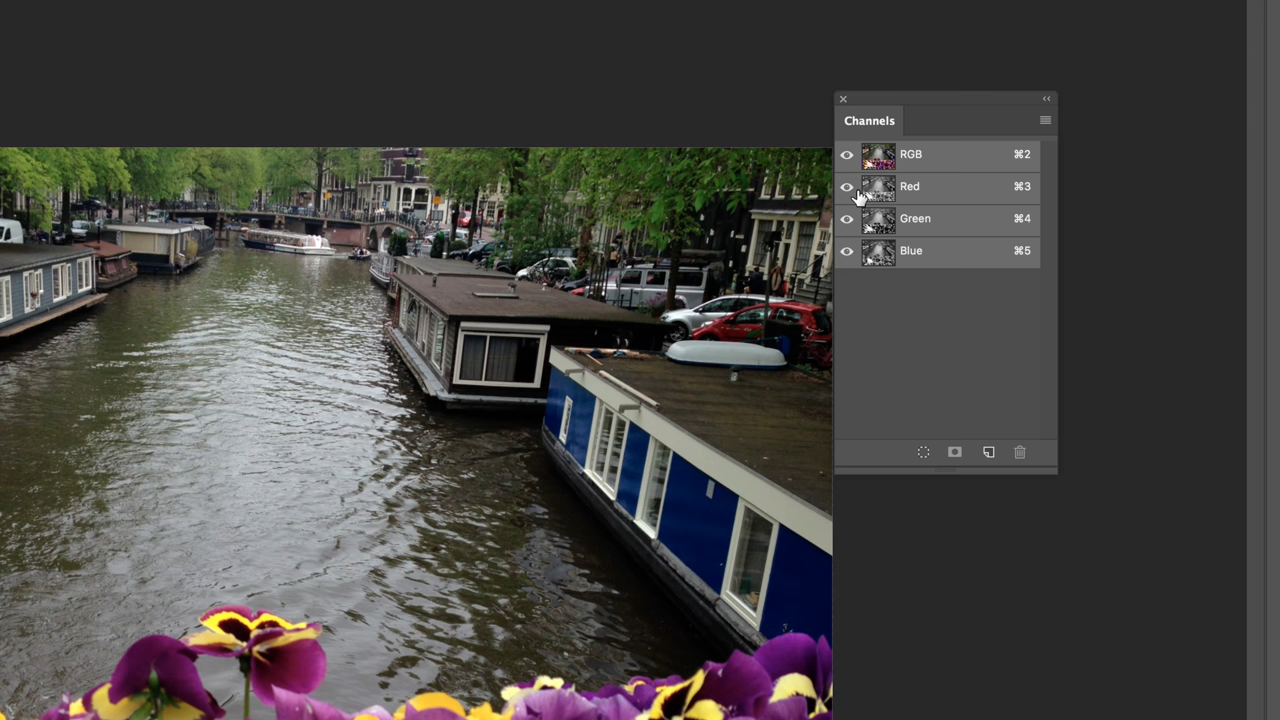 Channels
RGB ⌘2
Red ⌘3
Green ⌘4
Blue ⌘5